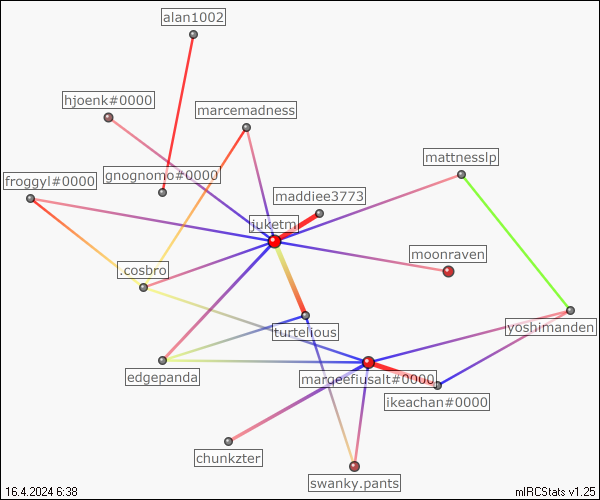 alan1002
hjoenk#0000
marcemadness
mattnesslp
froggyl#0000
gnognomo#0000
maddiee3773
juketm
moonraven
.cosbro
turtelious
yoshimanden
edgepanda
marqeefiusalt#0000
ikeachan#0000
chunkzter
swanky.pants
16.4.2024 6:38
mIRCStats v1.25